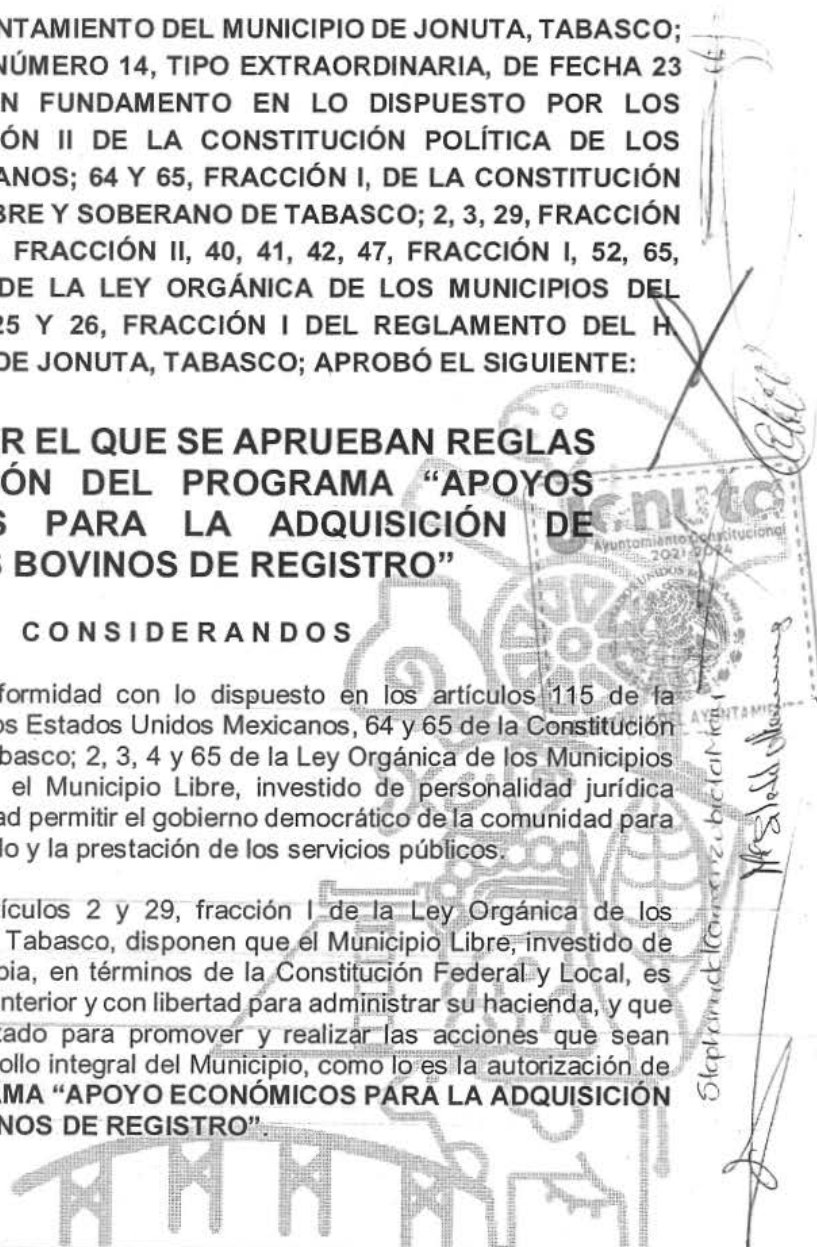 NTAMIENTO DEL MUNICIPIO DE JONUTA, TABASCO;
NÚMERO 14, TIPO EXTRAORDINARIA, DE FECHA 23
N FUNDAMENTO EN LO DISPUESTO POR LOS
IÓN II DE LA CONSTITUCIÓN POLÍTICA DE LOS
ANOS; 64 Y 65, FRACCIÓN I, DE LA CONSTITUCIÓN
BRE Y SOBERANO DE TABASCO; 2, 3, 29, FRACCIÓN
FRACCIÓN II, 40, 41, 42, 47, FRACCIÓN I, 52, 65,
DE LA LEY ORGÁNICA DE LOS MUNICIPIOS DEL
25 Y 26, FRACCIÓN I DEL REGLAMENTO DEL H.
DE JONUTA, TABASCO; APROBÓ EL SIGUIENTE:
R EL QUE SE APRUEBAN REGLAS
IÓN DEL PROGRAMA “APOYOS
S PARA LA ADQUISICIÓN DE
S BOVINOS DE REGISTRO”
jonuta
Ayuntamiento Constitucional
2021-2024
CONSIDERANDOS
formidad con lo dispuesto en los artículos 115 de la
os Estados Unidos Mexicanos, 64 y 65 de la Constitución
basco; 2, 3, 4 y 65 de la Ley Orgánica de los Municipios
el Municipio Libre, investido de personalidad jurídica
ad permitir el gobierno democrático de la comunidad para
lo y la prestación de los servicios públicos.
tículos 2 y 29, fracción I de la Ley Orgánica de los
Tabasco, disponen que el Municipio Libre, investido de
pia, en términos de la Constitución Federal y Local, es
nterior y con libertad para administrar su hacienda, y que
tado para promover y realizar las acciones que sean
ollo integral del Municipio, como lo es la autorización de
AMA “APOYO ECONÓMICOS PARA LA ADQUISICIÓN
NOS DE REGISTRO”.